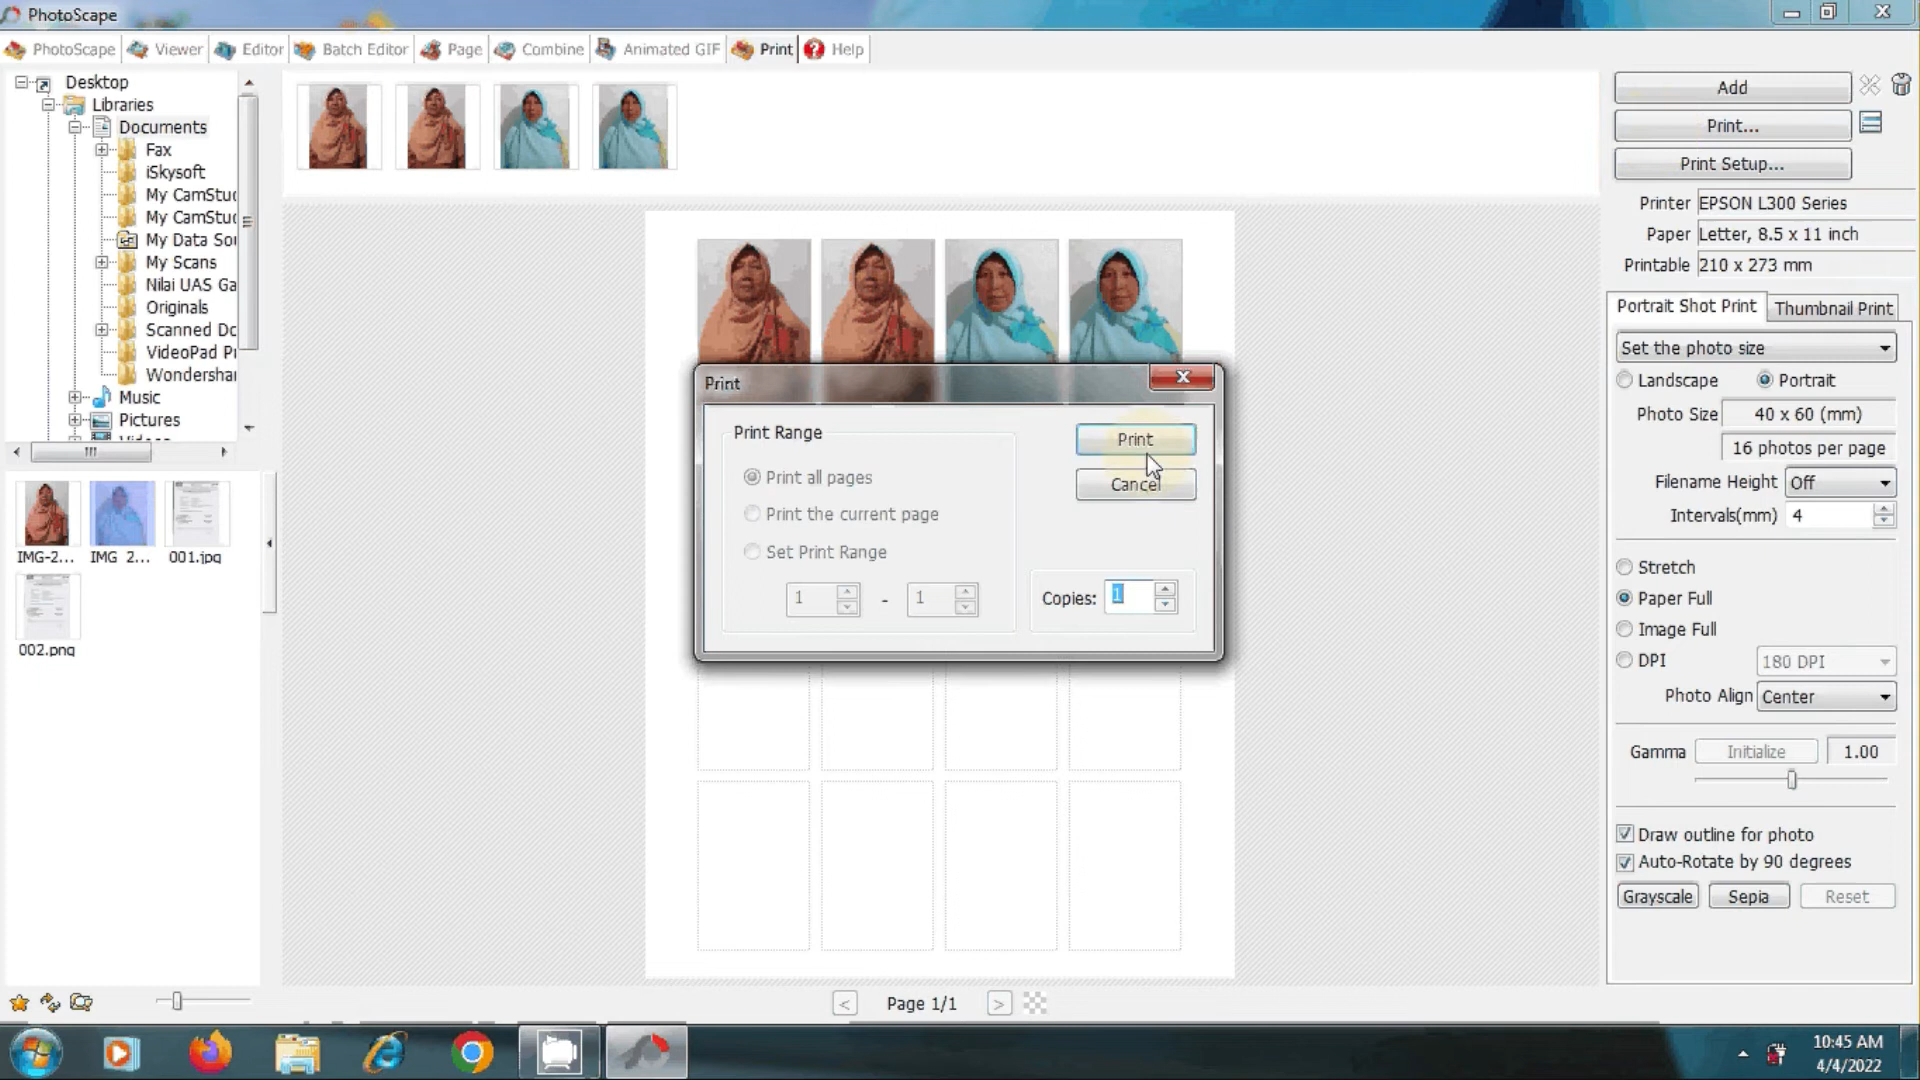 PhotoScape
PhotoScape
Viewer
Editor
Batch Editor
Page
Combine
Animated GIF
Print
Help
Desktop
Libraries
Documents
Fax
iSkysoft
My CamStu
My CamStu
My Data So
My Scans
Nilai UAS Ga
Originals
Scanned Do
VideoPad P
Wondersha
Music
Pictures
IMG-2...
IMG_2...
001.jpg
002.png
Print
Print Range
Print all pages
Print the current page
Set Print Range
1 - 1
Print
Cancel
Copies: 1
Page 1/1
Add
Print...
Print Setup...
Printer EPSON L300 Series
Paper Letter, 8.5 x 11 inch
Printable 210 x 273 mm
Portrait Shot Print
Thumbnail Print
Set the photo size
Landscape Portrait
Photo Size 40 x 60 (mm)
16 photos per page
Filename Height Off
Intervals(mm) 4
Stretch
Paper Full
Image Full
DPI 180 DPI
Photo Align Center
Gamma Initialize 1.00
Draw outline for photo
Auto-Rotate by 90 degrees
Grayscale Sepia Reset
10:45 AM
4/4/2022